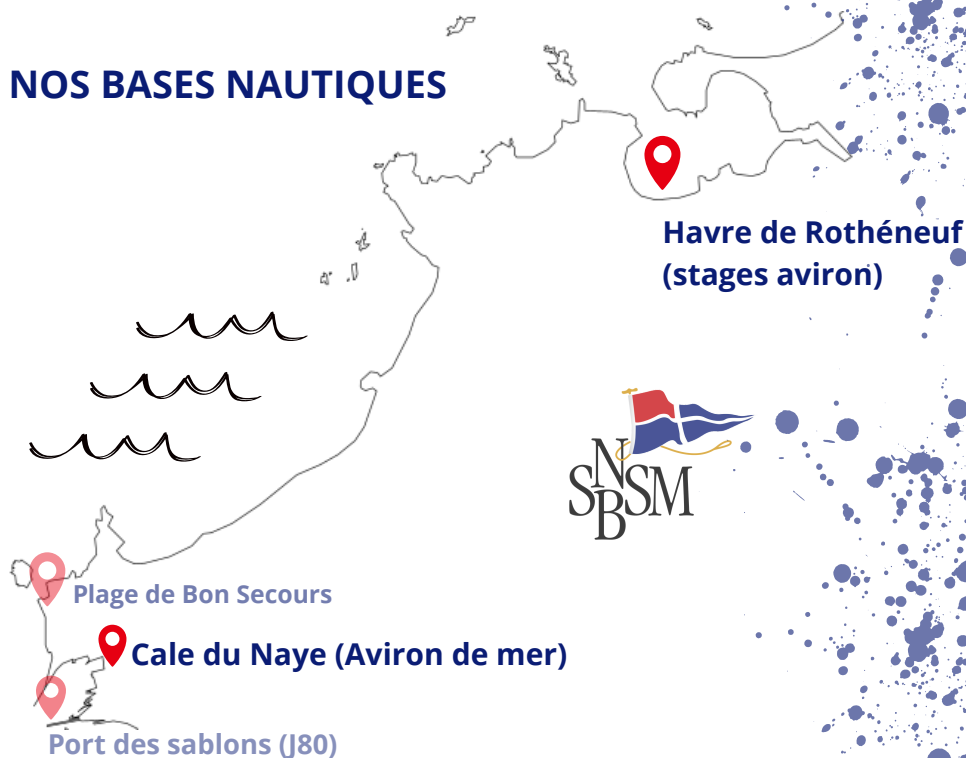 NOS BASES NAUTIQUES
Havre de Rothéneuf
(stages aviron)
SNBSM
Plage de Bon Secours
Cale du Naye (Aviron de mer)
Port des sablons (J80)